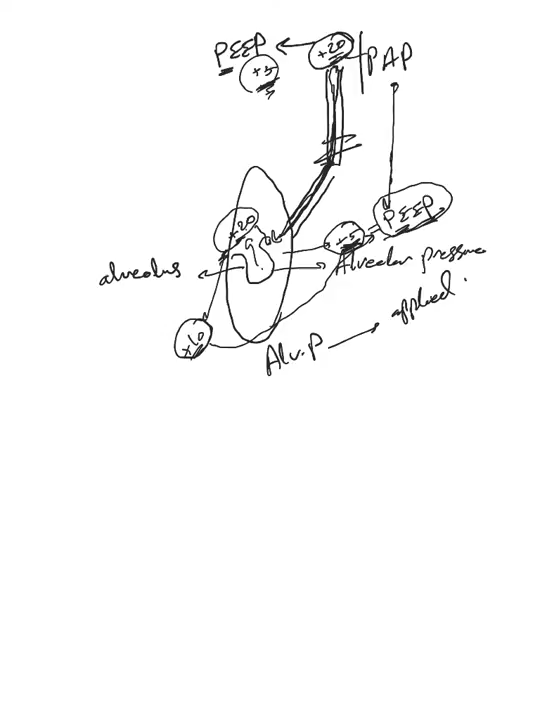 PEEP
+20
PAP
+5
+20
+5
PEEP
alveolus
Alveolar pressure
+10
Alv.P
applied.